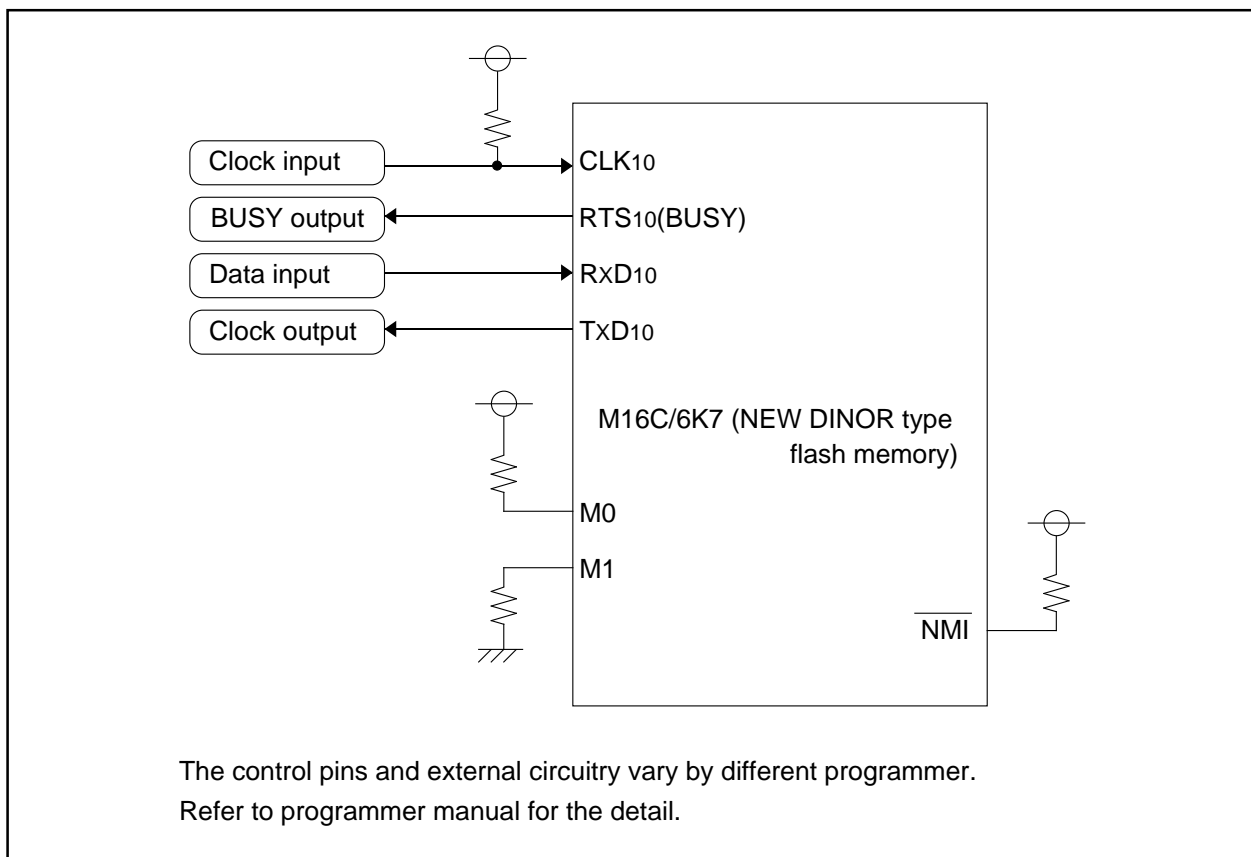 Clock input
CLK10
BUSY output
RTS10(BUSY)
Data input
RXD10
Clock output
TXD10
M16C/6K7 (NEW DINOR type
flash memory)
M0
M1
NMI
The control pins and external circuitry vary by different programmer.
Refer to programmer manual for the detail.